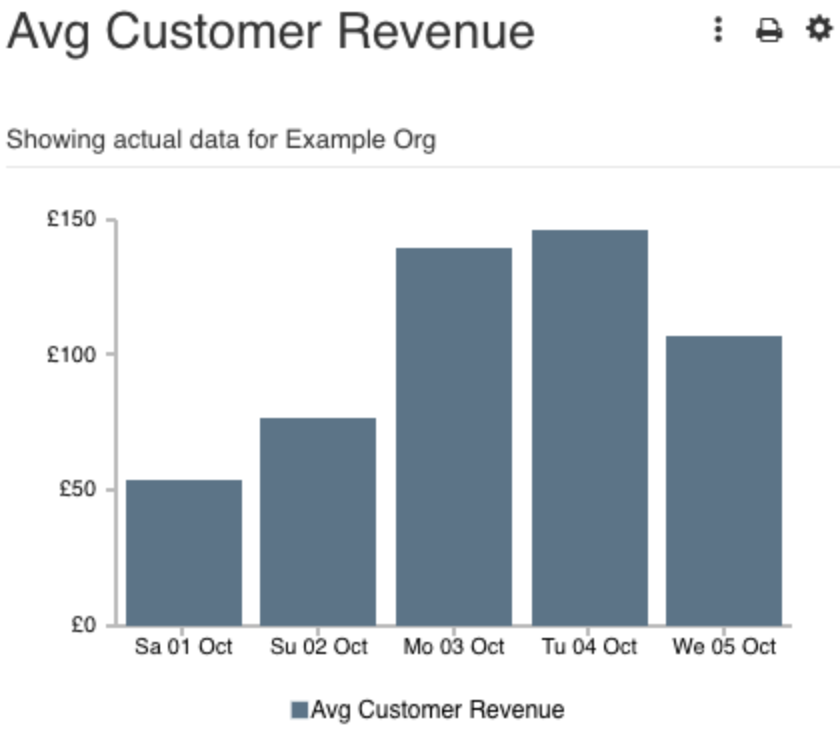 Avg Customer Revenue
Showing actual data for Example Org
£150
£100
£50
£0
Sa 01 Oct Su 02 Oct Mo 03 Oct Tu 04 Oct We 05 Oct
Avg Customer Revenue